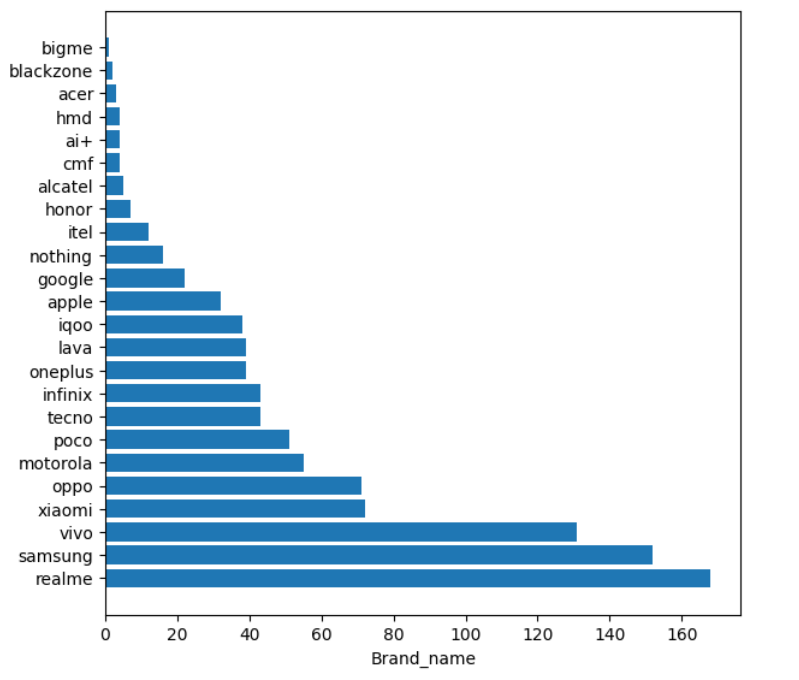 bigme
blackzone
acer
hmd
ai+
cmf
alcatel
honor
itel
nothing
google
apple
iqoo
lava
oneplus
infinix
tecno
poco
motorola
oppo
xiaomi
vivo
samsung
realme
0 20 40 60 80 100 120 140 160
Brand_name